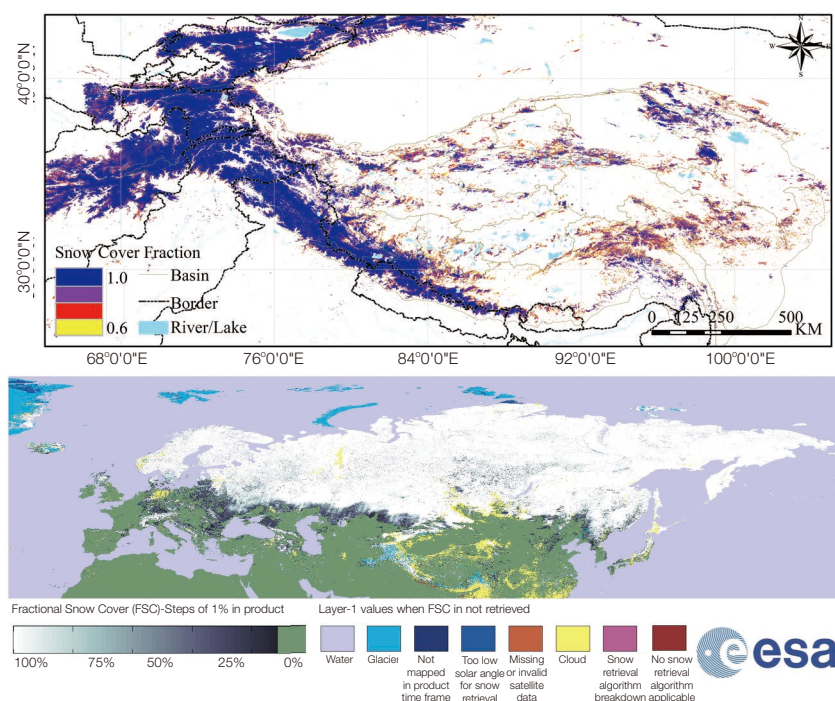 40°0'0"N
30°0'0"N
N
W
S
Snow Cover Fraction
1.0
0.6
Basin
Border
River/Lake
0 125 250 500
KM
68°0'0"E 76°0'0"E 84°0'0"E 92°0'0"E 100°0'0"E
Fractional Snow Cover (FSC)-Steps of 1% in product
100% 75% 50% 25% 0%
Layer-1 values when FSC in not retrieved
Water
Glacier
Not
mapped
in product
time frame
Too low
solar angle
for snow
retrieval
Missing
or invalid
satellite
data
Cloud
Snow
retrieval
algorithm
breakdown
No snow
retrieval
algorithm
applicable
esa